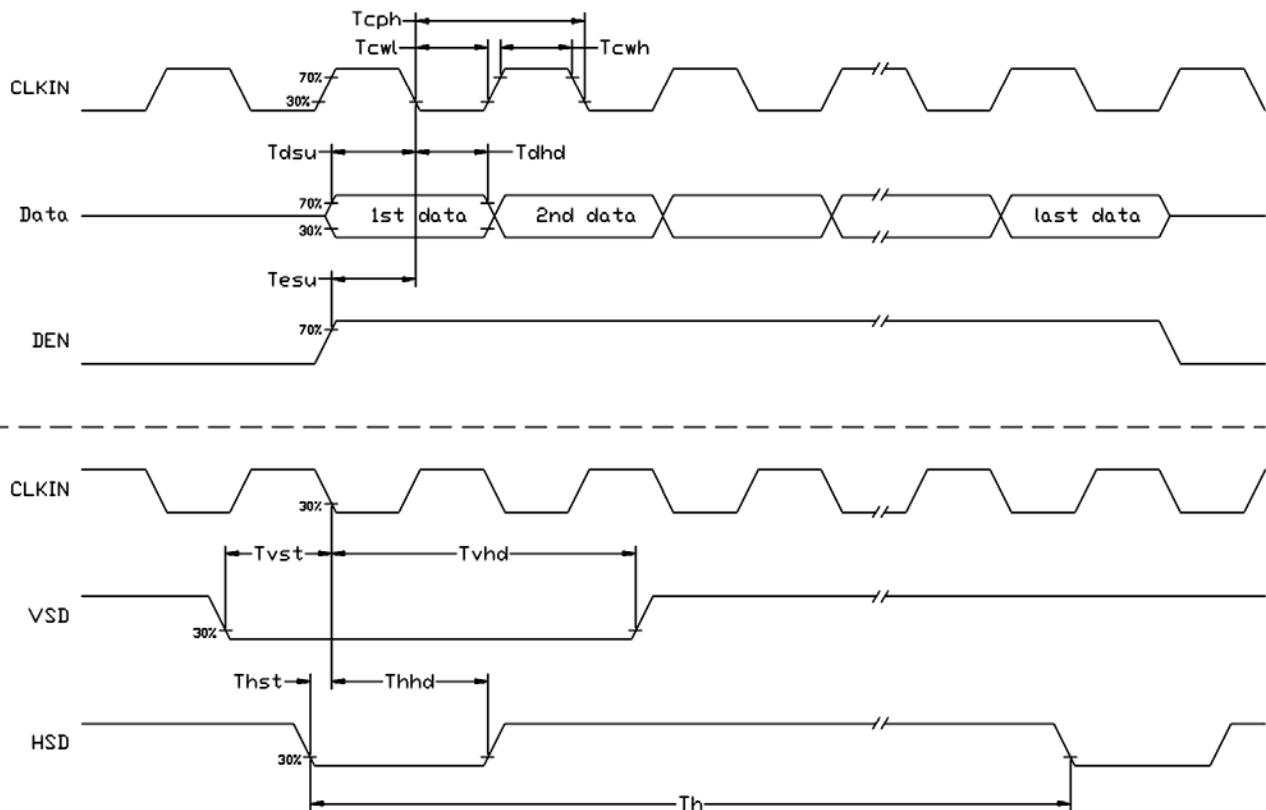 Tcph
Tcwl Tcwh
CLKIN 70%
30%
Tdsu Tdhd
Data 70% 1st data 2nd data last data
30%
Tesu
DEN 70%
CLKIN 30%
Tvst Tvhd
VSD 30%
Thst Thhd
HSD 30%
Th